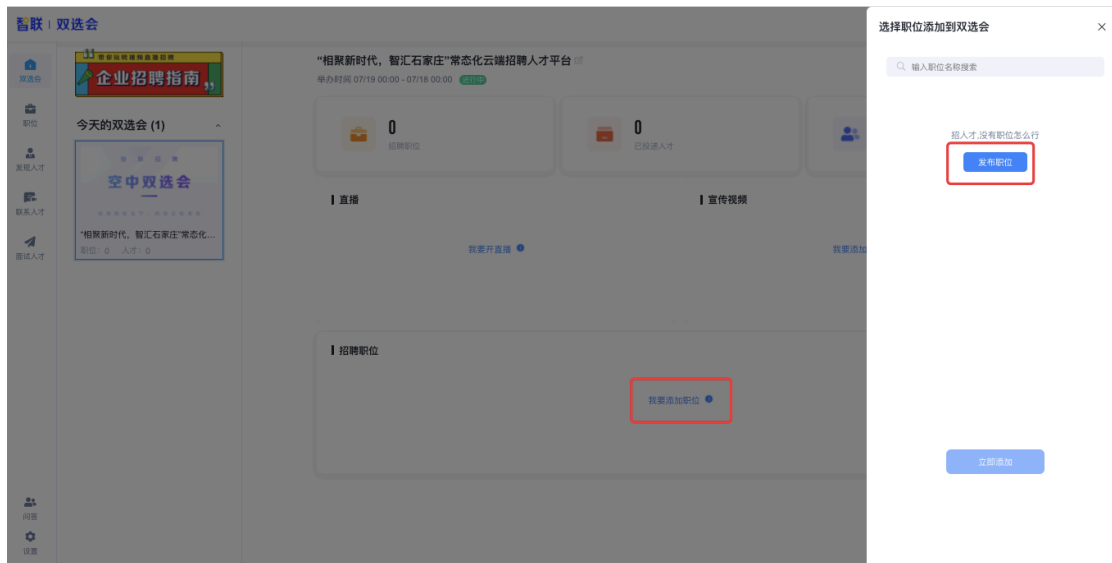 智联 | 双选会
双选会
职位
发现人才
联系人才
面试人才
问答
设置
企业招聘指南
今天的双选会 (1)
空中双选会
“相聚新时代，智汇石家庄”常态化...
职位：0 人才：0
“相聚新时代，智汇石家庄”常态化云端招聘人才平台
举办时间 07/19 00:00 - 07/18 00:00 进行中
0
招聘职位
0
已投递人才
直播
宣传视频
我要开直播
我要添加
招聘职位
我要添加职位
选择职位添加到双选会
输入职位名称搜索
招人才,没有职位怎么行
发布职位
立即添加